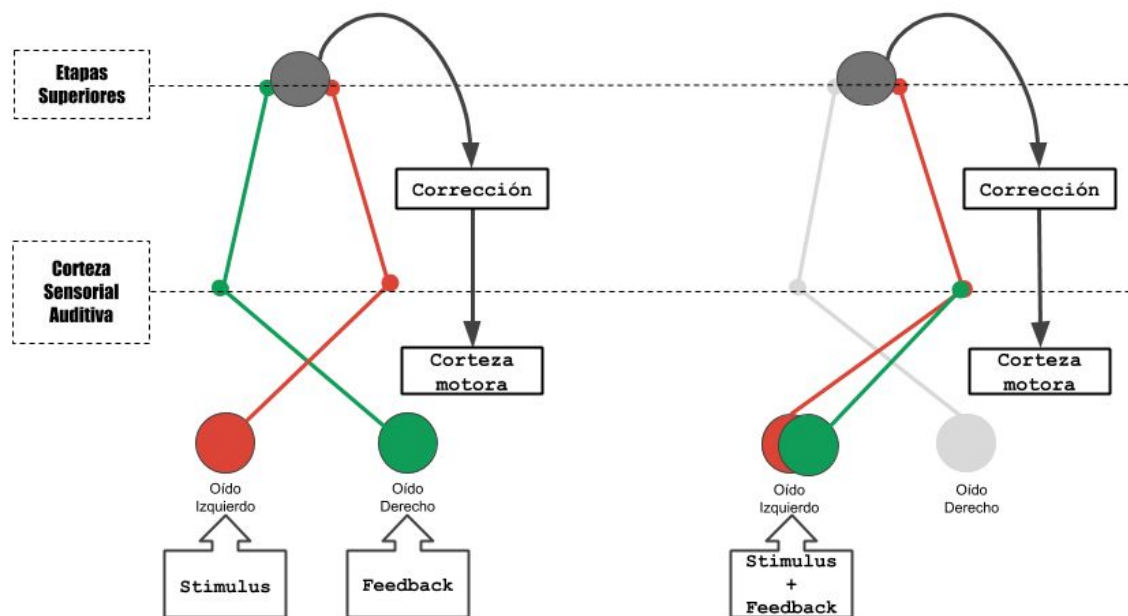 Etapas
Superiores
Corrección
Corrección
Corteza
Sensorial
Auditiva
Corteza
motora
Corteza
motora
Oído
Izquierdo
Oído
Derecho
Oído
Izquierdo
Oído
Derecho
Stimulus
Feedback
Stimulus
+
Feedback